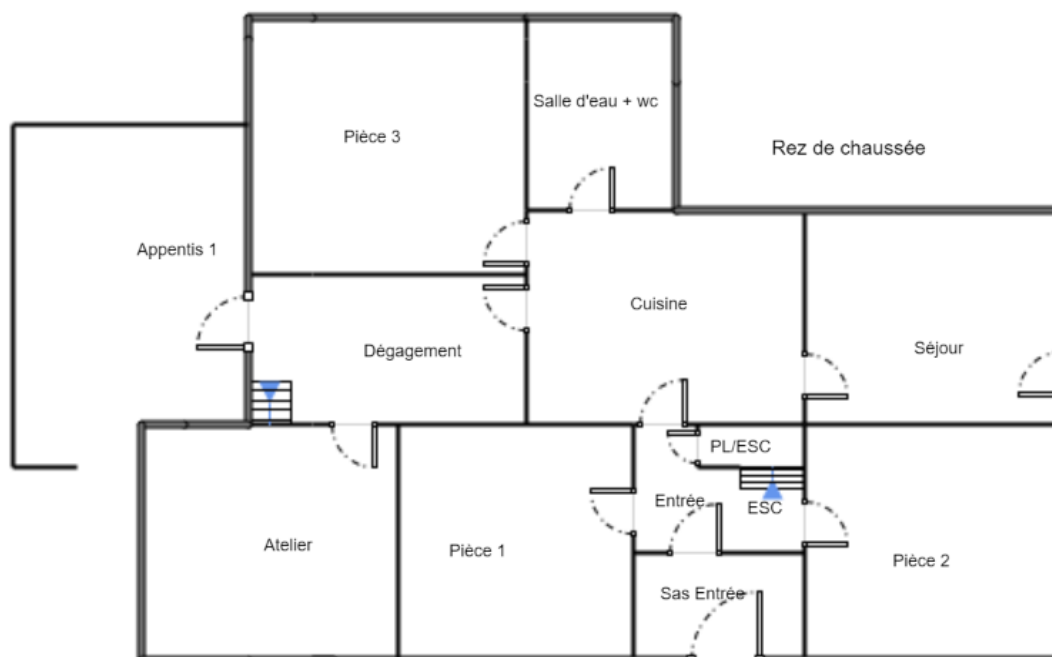 Salle d'eau + wc
Pièce 3
Rez de chaussée
Appentis 1
Cuisine
Dégagement
Séjour
PL/ESC
Entrée
ESC
Atelier
Pièce 1
Pièce 2
Sas Entrée